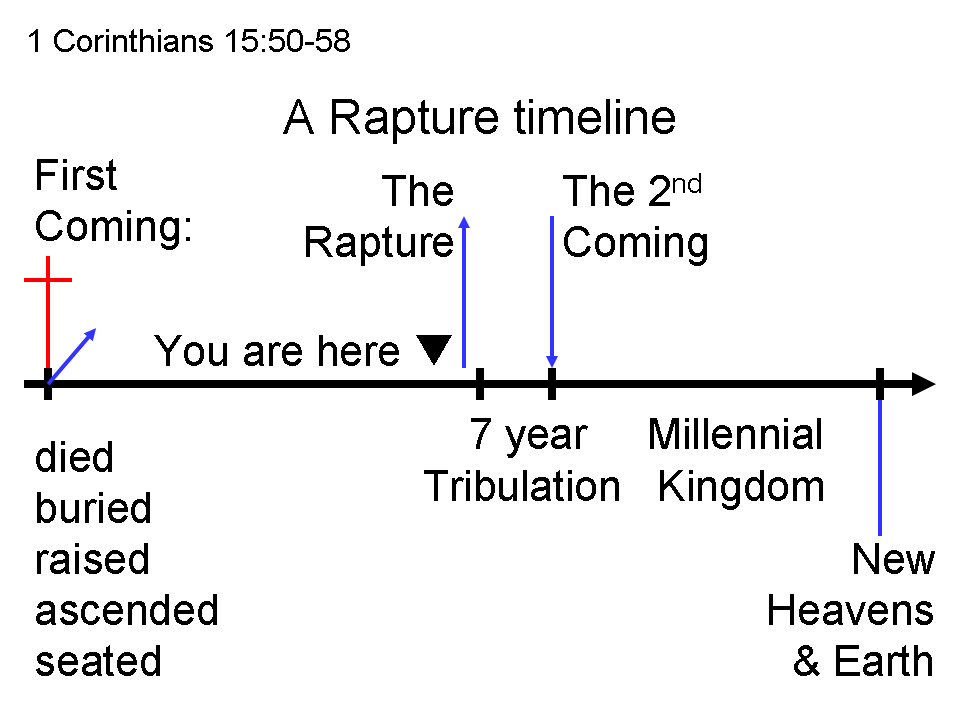 1 Corinthians 15:50-58
A Rapture timeline
First
Coming:
The
Rapture
The 2nd
Coming
You are here
7 year
Tribulation
Millennial
Kingdom
died
buried
raised
ascended
seated
New
Heavens
& Earth